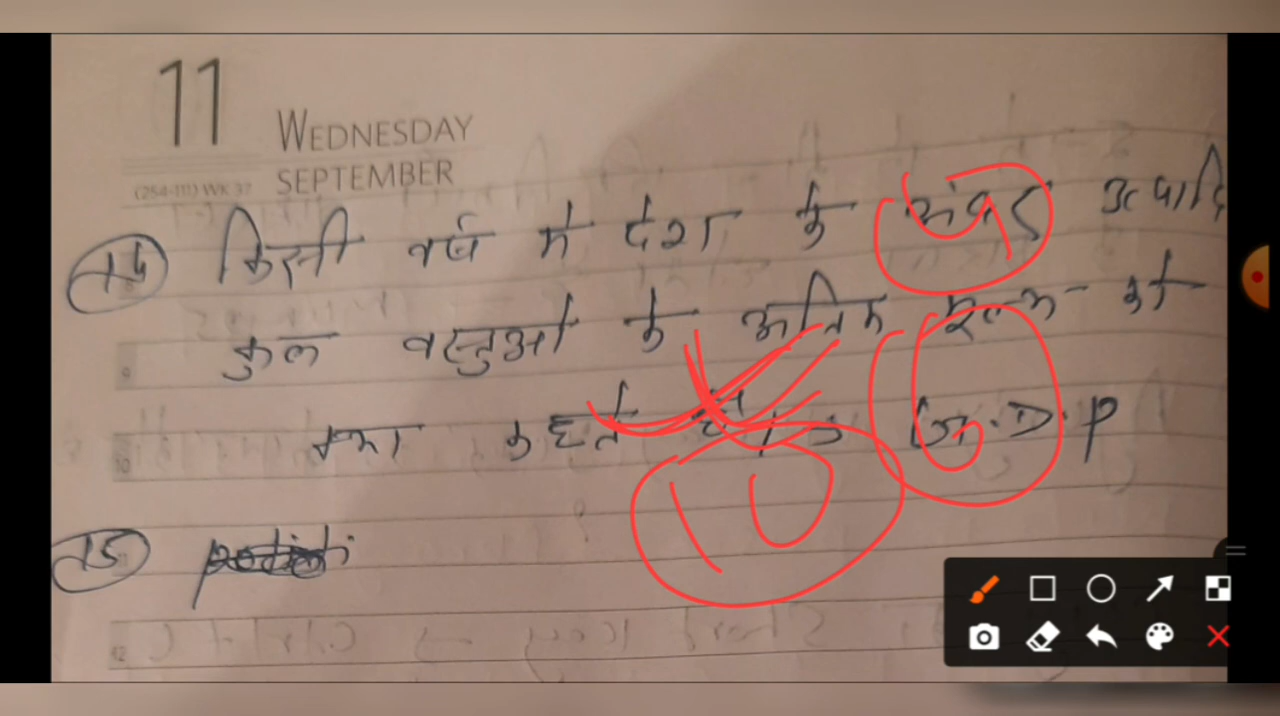 11
WEDNESDAY
SEPTEMBER
(254-111) WK 37
14 किसी वर्ष मे देश के अंदर उत्पादि
कुल वस्तुओ के अंतिम मूल्य को
क्या कहते है G.D.P
15